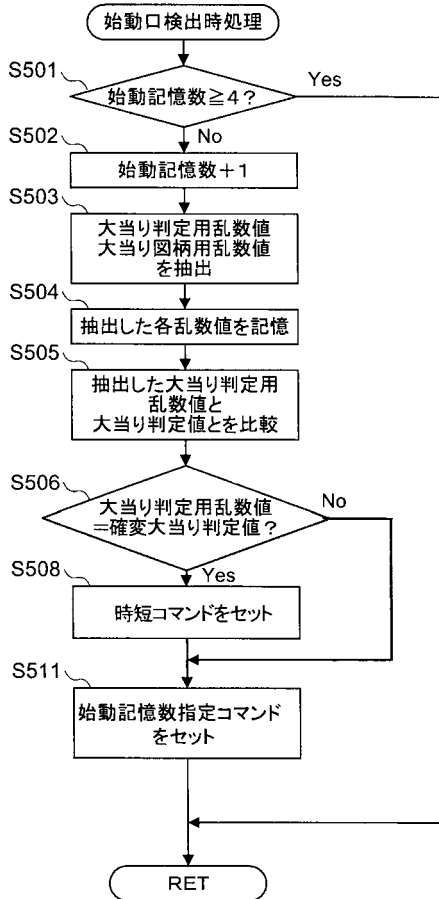 始動口検出時処理
S501
始動記憶数≧4?
Yes
No
S502
始動記憶数+1
S503
大当り判定用乱数値
大当り図柄用乱数値
を抽出
S504
抽出した各乱数値を記憶
S505
抽出した大当り判定用
乱数値と
大当り判定値とを比較
S506
大当り判定用乱数値
=確変大当り判定値?
No
Yes
S508
時短コマンドをセット
S511
始動記憶数指定コマンド
をセット
RET